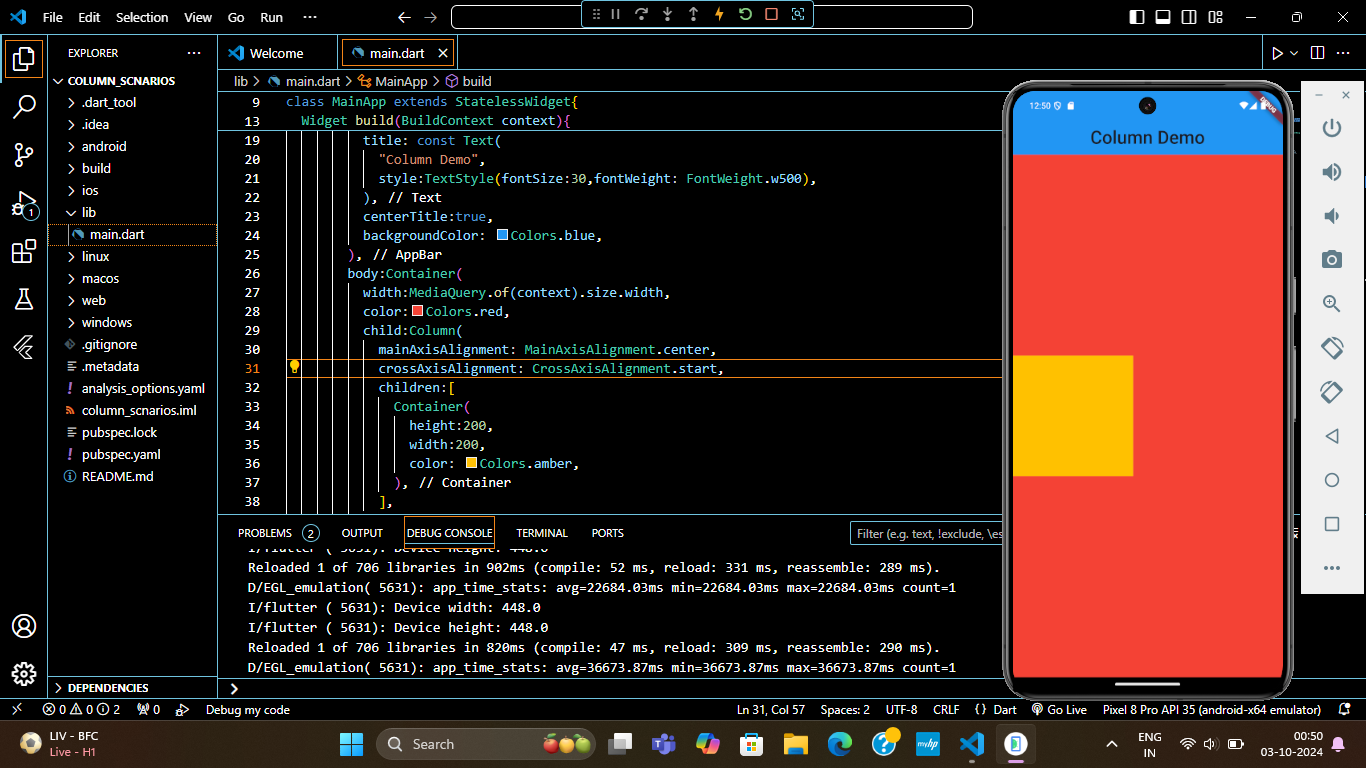 File Edit Selection View Go Run ···
EXPLORER ···
COLUMN_SCNARIOS
.dart_tool
.idea
android
build
ios
lib
main.dart
linux
macos
web
windows
.gitignore
.metadata
analysis_options.yaml
column_scnarios.iml
pubspec.lock
pubspec.yaml
README.md
DEPENDENCIES
1
Welcome main.dart
lib > main.dart > MainApp > build
9 class MainApp extends StatelessWidget{
13 Widget build(BuildContext context){
19 title: const Text(
20 "Column Demo",
21 style:TextStyle(fontSize:30,fontWeight: FontWeight.w500),
22 ), // Text
23 centerTitle:true,
24 backgroundColor: Colors.blue,
25 ), // AppBar
26 body:Container(
27 width:MediaQuery.of(context).size.width,
28 color:Colors.red,
29 child:Column(
30 mainAxisAlignment: MainAxisAlignment.center,
31 crossAxisAlignment: CrossAxisAlignment.start,
32 children:[
33 Container(
34 height:200,
35 width:200,
36 color: Colors.amber,
37 ), // Container
38 ],
PROBLEMS 2 OUTPUT DEBUG CONSOLE TERMINAL PORTS
Filter (e.g. text, !exclude, \es
I/flutter ( 5631): Device height: 448.0
Reloaded 1 of 706 libraries in 902ms (compile: 52 ms, reload: 331 ms, reassemble: 289 ms).
D/EGL_emulation( 5631): app_time_stats: avg=22684.03ms min=22684.03ms max=22684.03ms count=1
I/flutter ( 5631): Device width: 448.0
I/flutter ( 5631): Device height: 448.0
Reloaded 1 of 706 libraries in 820ms (compile: 47 ms, reload: 309 ms, reassemble: 290 ms).
D/EGL_emulation( 5631): app_time_stats: avg=36673.87ms min=36673.87ms max=36673.87ms count=1
12:50
DEBUG
Column Demo
0 0 2 0 Debug my code
Ln 31, Col 57 Spaces: 2 UTF-8 CRLF {} Dart Go Live Pixel 8 Pro API 35 (android-x64 emulator)
LIV - BFC
Live - H1
Search
myhp
ENG
IN
00:50
03-10-2024